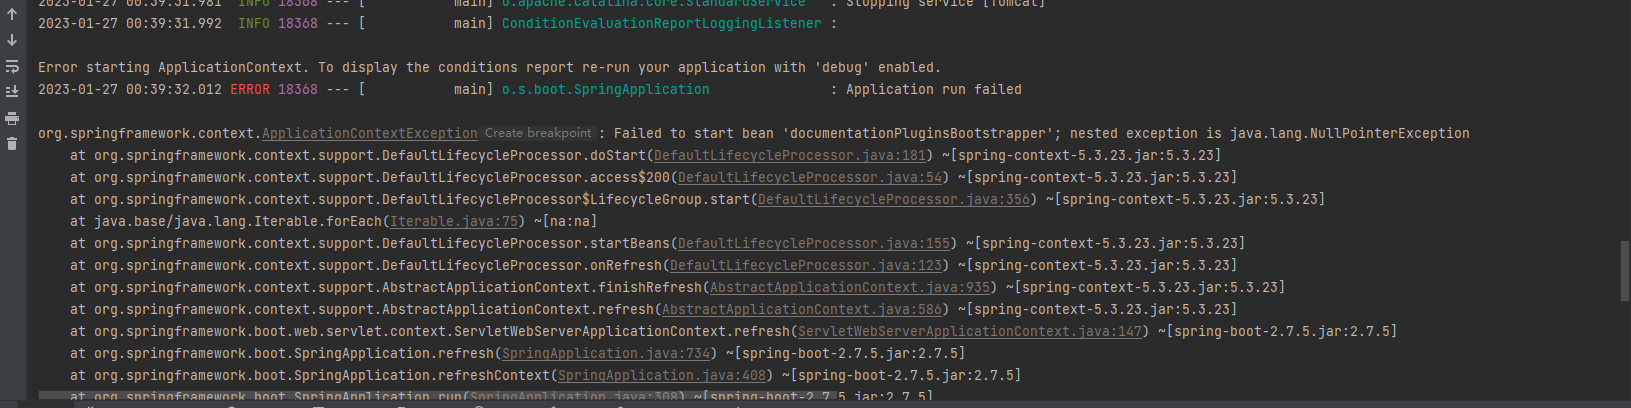 2023-01-27 00:39:31.981  INFO 18368 --- [           main] o.apache.catalina.core.StandardService   : Stopping service [Tomcat]
2023-01-27 00:39:31.992  INFO 18368 --- [           main] ConditionEvaluationReportLoggingListener :
Error starting ApplicationContext. To display the conditions report re-run your application with 'debug' enabled.
2023-01-27 00:39:32.012 ERROR 18368 --- [           main] o.s.boot.SpringApplication               : Application run failed
org.springframework.context.ApplicationContextException Create breakpoint : Failed to start bean 'documentationPluginsBootstrapper'; nested exception is java.lang.NullPointerException
    at org.springframework.context.support.DefaultLifecycleProcessor.doStart(DefaultLifecycleProcessor.java:181) ~[spring-context-5.3.23.jar:5.3.23]
    at org.springframework.context.support.DefaultLifecycleProcessor.access$200(DefaultLifecycleProcessor.java:54) ~[spring-context-5.3.23.jar:5.3.23]
    at org.springframework.context.support.DefaultLifecycleProcessor$LifecycleGroup.start(DefaultLifecycleProcessor.java:356) ~[spring-context-5.3.23.jar:5.3.23]
    at java.base/java.lang.Iterable.forEach(Iterable.java:75) ~[na:na]
    at org.springframework.context.support.DefaultLifecycleProcessor.startBeans(DefaultLifecycleProcessor.java:155) ~[spring-context-5.3.23.jar:5.3.23]
    at org.springframework.context.support.DefaultLifecycleProcessor.onRefresh(DefaultLifecycleProcessor.java:123) ~[spring-context-5.3.23.jar:5.3.23]
    at org.springframework.context.support.AbstractApplicationContext.finishRefresh(AbstractApplicationContext.java:935) ~[spring-context-5.3.23.jar:5.3.23]
    at org.springframework.context.support.AbstractApplicationContext.refresh(AbstractApplicationContext.java:586) ~[spring-context-5.3.23.jar:5.3.23]
    at org.springframework.boot.web.servlet.context.ServletWebServerApplicationContext.refresh(ServletWebServerApplicationContext.java:147) ~[spring-boot-2.7.5.jar:2.7.5]
    at org.springframework.boot.SpringApplication.refresh(SpringApplication.java:734) ~[spring-boot-2.7.5.jar:2.7.5]
    at org.springframework.boot.SpringApplication.refreshContext(SpringApplication.java:408) ~[spring-boot-2.7.5.jar:2.7.5]
    at org.springframework.boot.SpringApplication.run(SpringApplication.java:308) ~[spring-boot-2.7.5.jar:2.7.5]